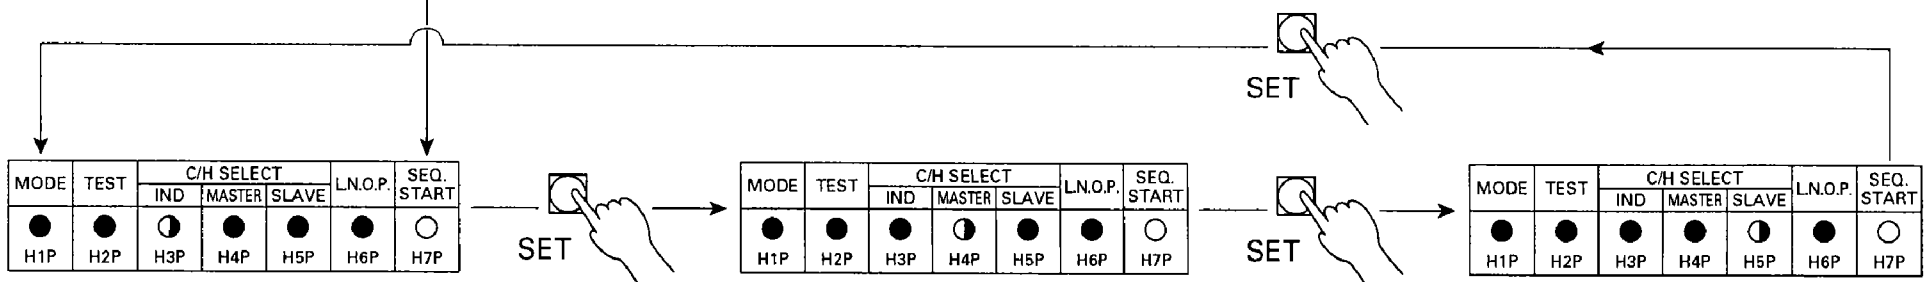 SET
MODE TEST C/H SELECT L.N.O.P. SEQ. START
IND MASTER SLAVE
H1P H2P H3P H4P H5P H6P H7P
SET
MODE TEST C/H SELECT L.N.O.P. SEQ. START
IND MASTER SLAVE
H1P H2P H3P H4P H5P H6P H7P
SET
MODE TEST C/H SELECT L.N.O.P. SEQ. START
IND MASTER SLAVE
H1P H2P H3P H4P H5P H6P H7P